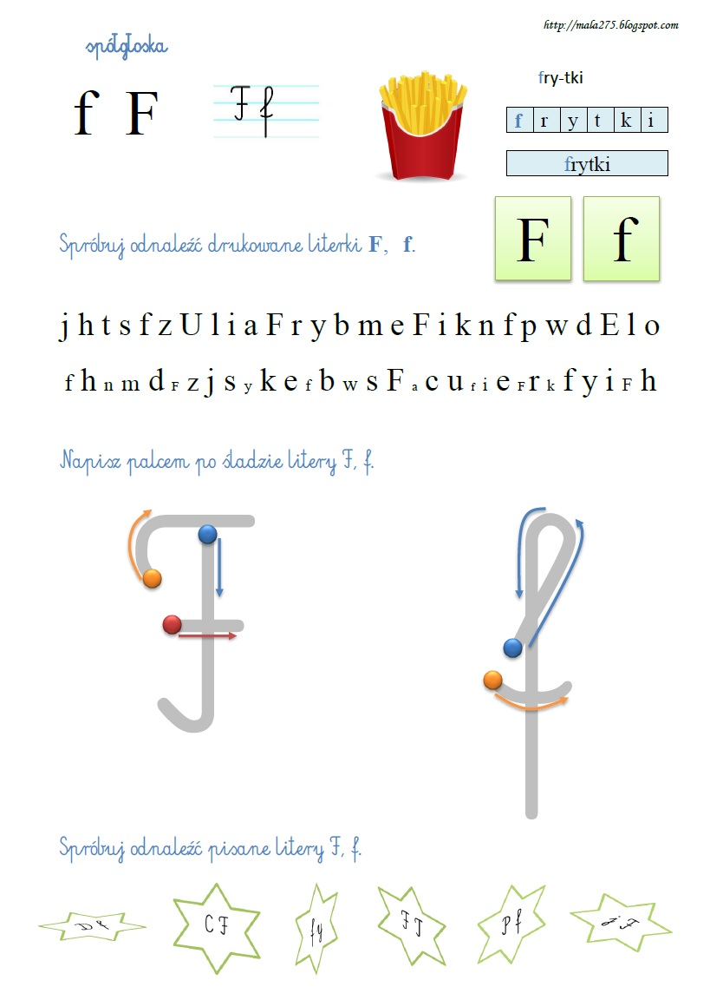 http://mala275.blogspot.com
spółgłoska
f F
F f
fry-tki
f r y t k i
frytki
F f
Spróbuj odnaleźć drukowane literki F, f.
j h t s f z U l i a F r y b m e F i k n f p w d E l o
f h n m d F z j s y k e f b w s F a c u f i e F r k f y i F h
Napisz palcem po śladzie litery F, f.
F f
Spróbuj odnaleźć pisane litery F, f.
D f
C F
f y
F T
P f
F